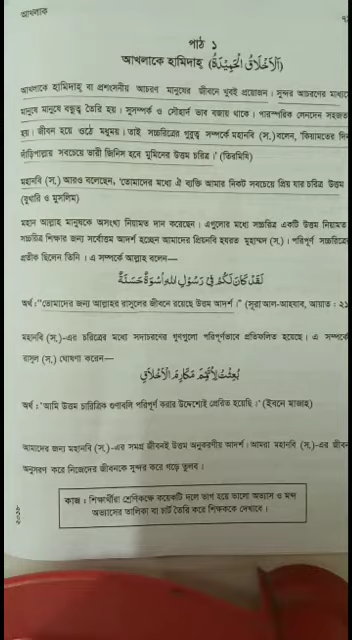 আখলাক
পাঠ ১
আখলাকে হামিদাহ্ (اَلْاَخْلَاقُ الْحَمِيْدَةُ)
আখলাকে হামিদাহ্ বা প্রশংসনীয় আচরণ মানুষের জীবনে খুবই প্রয়োজন। সুন্দর আচরণের মাধ্যমে
মানুষে মানুষে বন্ধুত্ব তৈরি হয়। সুসম্পর্ক ও সৌহার্দ ভাব বজায় থাকে। পারস্পরিক লেনদেন সহজতর
হয়। জীবন হয়ে ওঠে মধুময়। তাই সচ্চরিত্রের গুরুত্ব সম্পর্কে মহানবি (স.) বলেন, 'কিয়ামতের দিন
দাঁড়িপাল্লায় সবচেয়ে ভারী জিনিস হবে মুমিনের উত্তম চরিত্র।' (তিরমিযি)
মহানবি (স.) আরও বলেছেন, 'তোমাদের মধ্যে ঐ ব্যক্তি আমার নিকট সবচেয়ে প্রিয় যার চরিত্র উত্তম
(বুখারি ও মুসলিম)
মহান আল্লাহ মানুষকে অসংখ্য নিয়ামত দান করেছেন। এগুলোর মধ্যে সচ্চরিত্র একটি উত্তম নিয়ামত
সচ্চরিত্র শিক্ষার জন্য সর্বোত্তম আদর্শ হচ্ছেন আমাদের প্রিয়নবি হযরত মুহাম্মদ (স.)। পরিপূর্ণ সচ্চরিত্রের
প্রতীক ছিলেন তিনি। এ সম্পর্কে আল্লাহ বলেন—
لَقَدْ كَانَ لَكُمْ فِيْ رَسُوْلِ اللهِ اُسْوَةٌ حَسَنَةٌ
অর্থ : "তোমাদের জন্য আল্লাহর রাসুলের জীবনে রয়েছে উত্তম আদর্শ।" (সূরা আল-আহযাব, আয়াত : ২১
মহানবি (স.)-এর চরিত্রের মধ্যে সদাচরণের গুণগুলো পরিপূর্ণভাবে প্রতিফলিত হয়েছে। এ সম্পর্কে
রাসুল (স.) ঘোষণা করেন—
بُعِثْتُ لِاُتَمِّمَ مَكَارِمَ الْاَخْلَاقِ
অর্থ : 'আমি উত্তম চারিত্রিক গুণাবলি পরিপূর্ণ করার উদ্দেশ্যেই প্রেরিত হয়েছি।' (ইবনে মাজাহ)
আমাদের জন্য মহানবি (স.)-এর সমগ্র জীবনই উত্তম অনুকরণীয় আদর্শ। আমরা মহানবি (স.)-এর জীবন
অনুসরণ করে নিজেদের জীবনকে সুন্দর করে গড়ে তুলব।
কাজ : শিক্ষার্থীরা শ্রেণিকক্ষে কয়েকটি দলে ভাগ হয়ে ভালো অভ্যাস ও মন্দ
অভ্যাসের তালিকা বা চার্ট তৈরি করে শিক্ষককে দেখাবে।